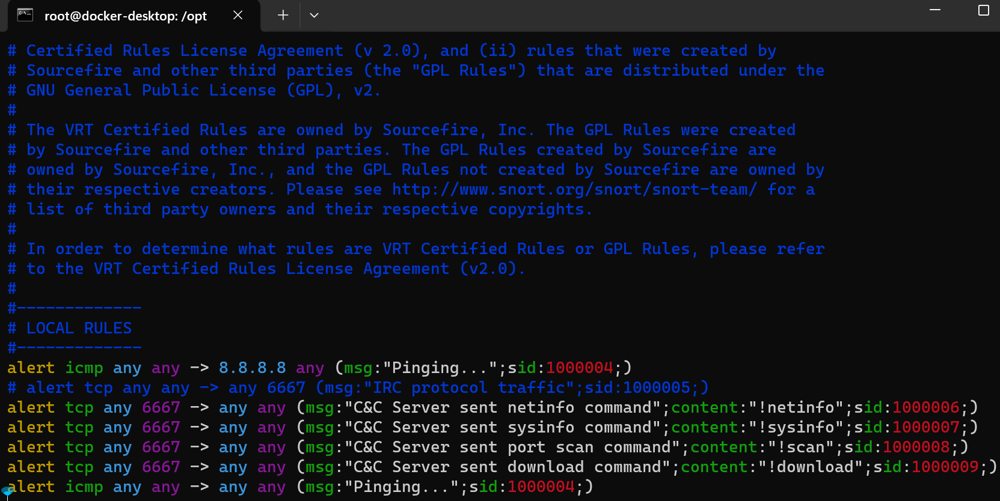 root@docker-desktop: /opt
# Certified Rules License Agreement (v 2.0), and (ii) rules that were created by
# Sourcefire and other third parties (the "GPL Rules") that are distributed under the
# GNU General Public License (GPL), v2.
#
# The VRT Certified Rules are owned by Sourcefire, Inc. The GPL Rules were created
# by Sourcefire and other third parties. The GPL Rules created by Sourcefire are
# owned by Sourcefire, Inc., and the GPL Rules not created by Sourcefire are owned by
# their respective creators. Please see http://www.snort.org/snort/snort-team/ for a
# list of third party owners and their respective copyrights.
#
# In order to determine what rules are VRT Certified Rules or GPL Rules, please refer
# to the VRT Certified Rules License Agreement (v2.0).
#
#-------------
# LOCAL RULES
#-------------
alert icmp any any -> 8.8.8.8 any (msg:"Pinging...";sid:1000004;)
# alert tcp any any -> any 6667 (msg:"IRC protocol traffic";sid:1000005;)
alert tcp any 6667 -> any any (msg:"C&C Server sent netinfo command";content:"!netinfo";sid:1000006;)
alert tcp any 6667 -> any any (msg:"C&C Server sent sysinfo command";content:"!sysinfo";sid:1000007;)
alert tcp any 6667 -> any any (msg:"C&C Server sent port scan command";content:"!scan";sid:1000008;)
alert tcp any 6667 -> any any (msg:"C&C Server sent download command";content:"!download";sid:1000009;)
alert icmp any any -> any any (msg:"Pinging...";sid:1000004;)